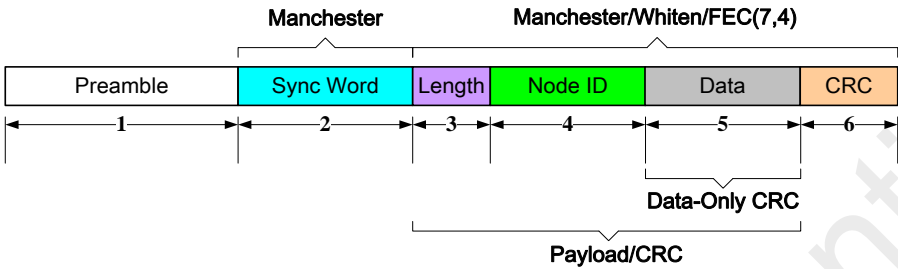 Manchester
Manchester/Whiten/FEC(7,4)
Preamble
Sync Word
Length
Node ID
Data
CRC
1
2
3
4
5
6
Data-Only CRC
Payload/CRC